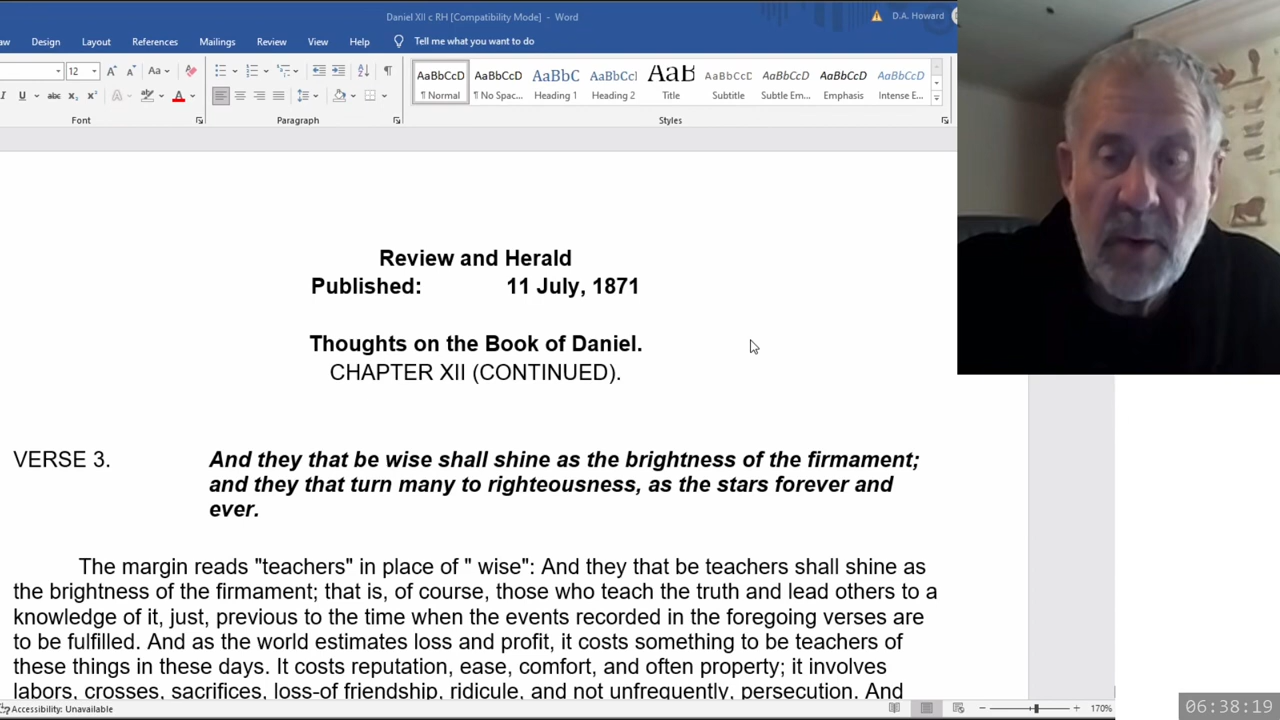 Daniel XII c RH [Compatibility Mode] - Word
D.A. Howard
aw Design Layout References Mailings Review View Help Tell me what you want to do
12 Aa
I U abc x₂ x² A ab A
AaBbCcD AaBbCcD AaBbC AaBbCcI AaB AaBbCcD AaBbCcD AaBbCcD AaBbCcD
¶ Normal ¶ No Spac... Heading 1 Heading 2 Title Subtitle Subtle Em... Emphasis Intense E...
Font Paragraph Styles
Review and Herald
Published: 11 July, 1871
Thoughts on the Book of Daniel.
CHAPTER XII (CONTINUED).
VERSE 3. And they that be wise shall shine as the brightness of the firmament;
and they that turn many to righteousness, as the stars forever and
ever.
The margin reads "teachers" in place of " wise": And they that be teachers shall shine as
the brightness of the firmament; that is, of course, those who teach the truth and lead others to a
knowledge of it, just, previous to the time when the events recorded in the foregoing verses are
to be fulfilled. And as the world estimates loss and profit, it costs something to be teachers of
these things in these days. It costs reputation, ease, comfort, and often property; it involves
labors, crosses, sacrifices, loss-of friendship, ridicule, and not unfrequently, persecution. And
Accessibility: Unavailable
170%
06:38:19